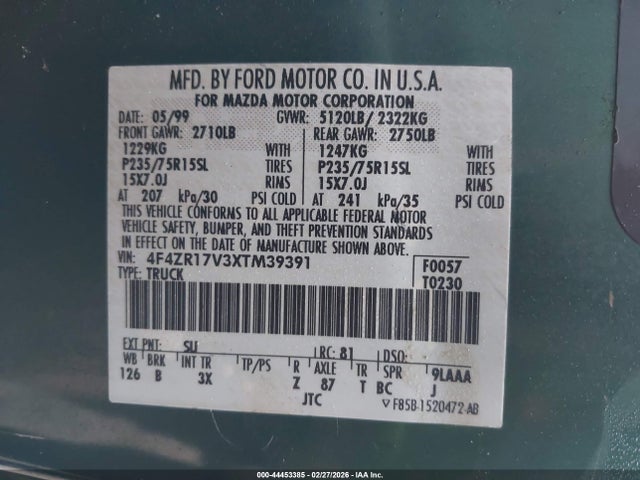 MFD. BY FORD MOTOR CO. IN U.S.A.
FOR MAZDA MOTOR CORPORATION
DATE: 05/99 GVWR: 5120LB/ 2322KG
FRONT GAWR: 2710LB REAR GAWR: 2750LB
1229KG WITH 1247KG WITH
P235/75R15SL TIRES P235/75R15SL TIRES
15X7.0J RIMS 15X7.0J RIMS
AT 207 kPa/30 PSI COLD AT 241 kPa/35 PSI COLD
THIS VEHICLE CONFORMS TO ALL APPLICABLE FEDERAL MOTOR
VEHICLE SAFETY, BUMPER, AND THEFT PREVENTION STANDARDS
IN EFFECT ON THE DATE OF MANUFACTURE SHOWN ABOVE.
VIN: 4F4ZR17V3XTM39391 F0057
TYPE: TRUCK T0230
EXT PNT: SU RC: 81 DSO:
WB BRK INT TR TP/PS R AXLE TR SPR 9LAAA
126 B 3X Z 87 T BC J
JTC F85B-1520472-AB
000-44453385 - 02/27/2026 - IAA Inc.